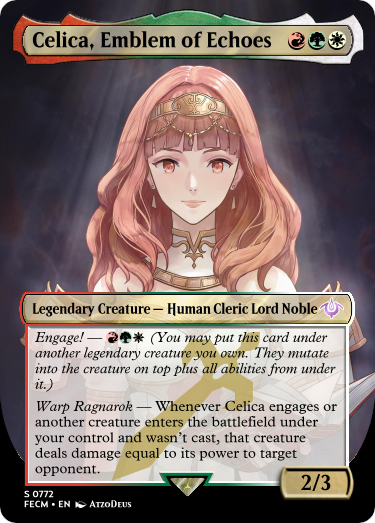 Celica, Emblem of Echoes
Legendary Creature — Human Cleric Lord Noble
Engage! — (You may put this card under
another legendary creature you own. They mutate
into the creature on top plus all abilities from under
it.)
Warp Ragnarok — Whenever Celica engages or
another creature enters the battlefield under
your control and wasn't cast, that creature
deals damage equal to its power to target
opponent.
2/3
S 0772
FECM • EN AtzoDeus